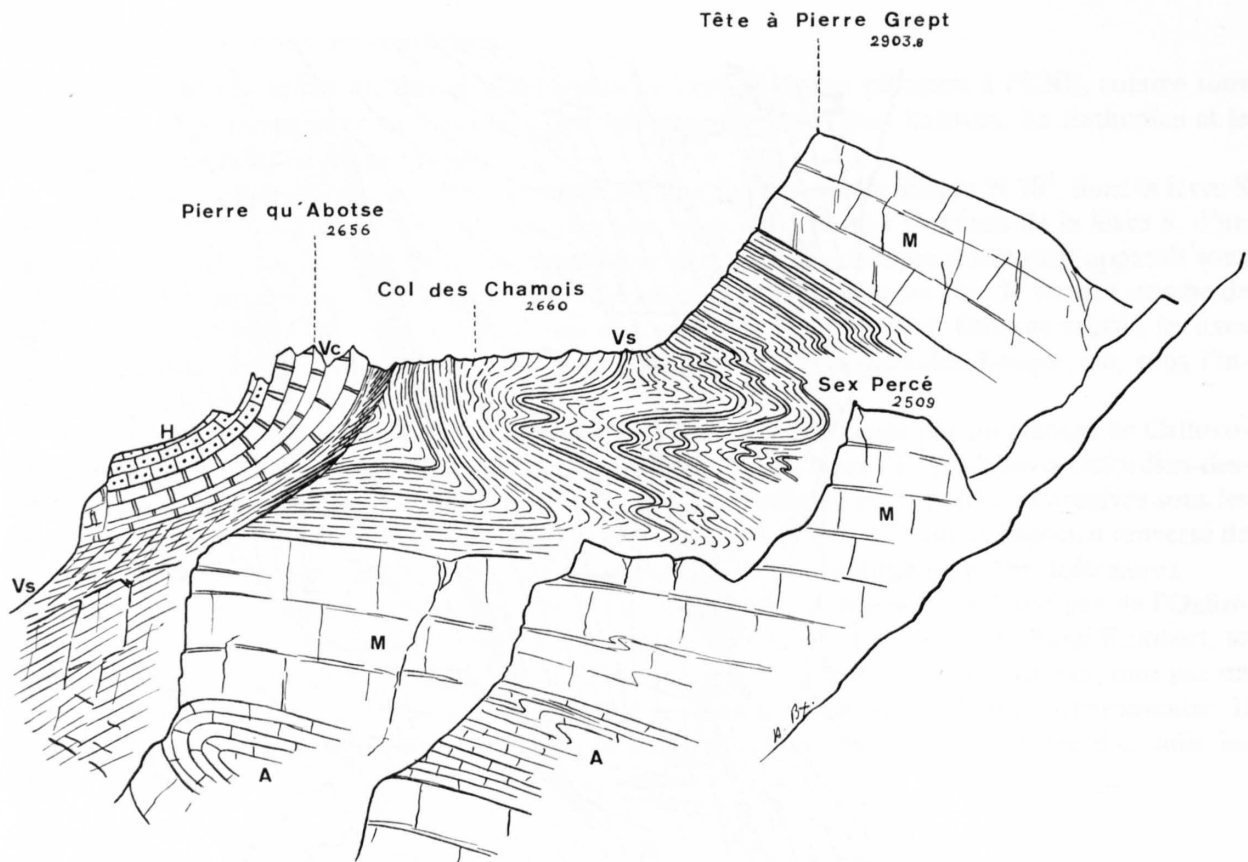 Tête à Pierre Grept
2903.8
Pierre qu'Abotse
2656
Col des Chamois
2660
Vc
Vs
M
Sex Percé
2509
H
M
Vs
M
A
A
A. Bt.